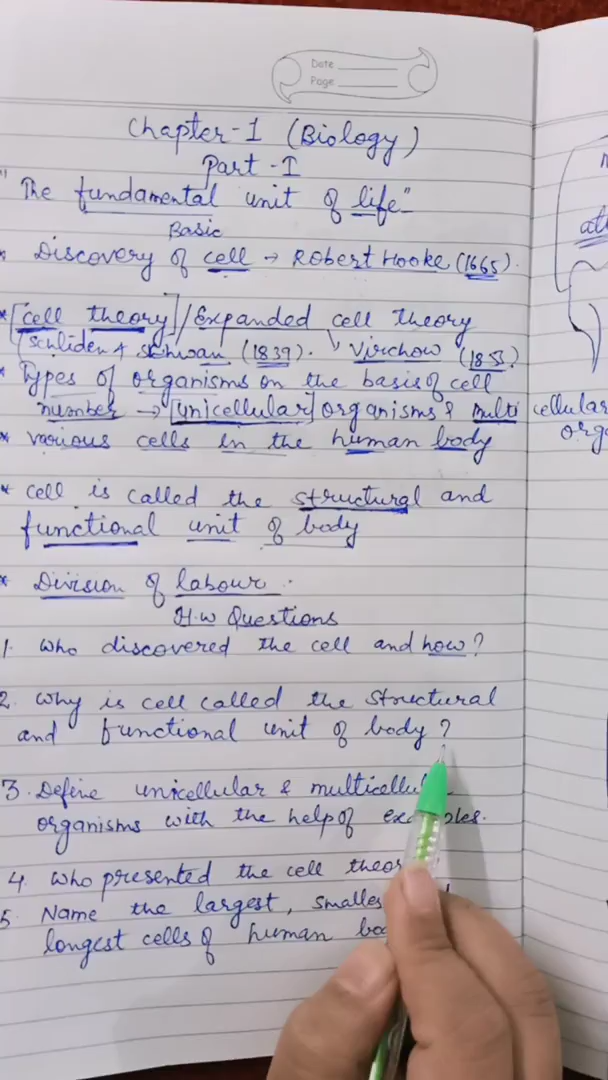 Date
Page
Chapter-1 (Biology)
Part-I
"The fundamental unit of life"
Basic
* Discovery of cell → Robert Hooke (1665).
* [cell theory]/Expanded cell theory
Schliden & Schwan (1839). Virchow (1855)
* Types of organisms on the basis of cell
number → [unicellular] organisms & multi cellular
* various cells in the human body
* cell is called the structural and
functional unit of body
* Division of labour.
H.W Questions
1. Who discovered the cell and how?
2. Why is cell called the structural
and functional unit of body?
3. Define unicellular & 
organisms with the help of
4. Who presented the cell
5. Name the largest,
longest cells of human